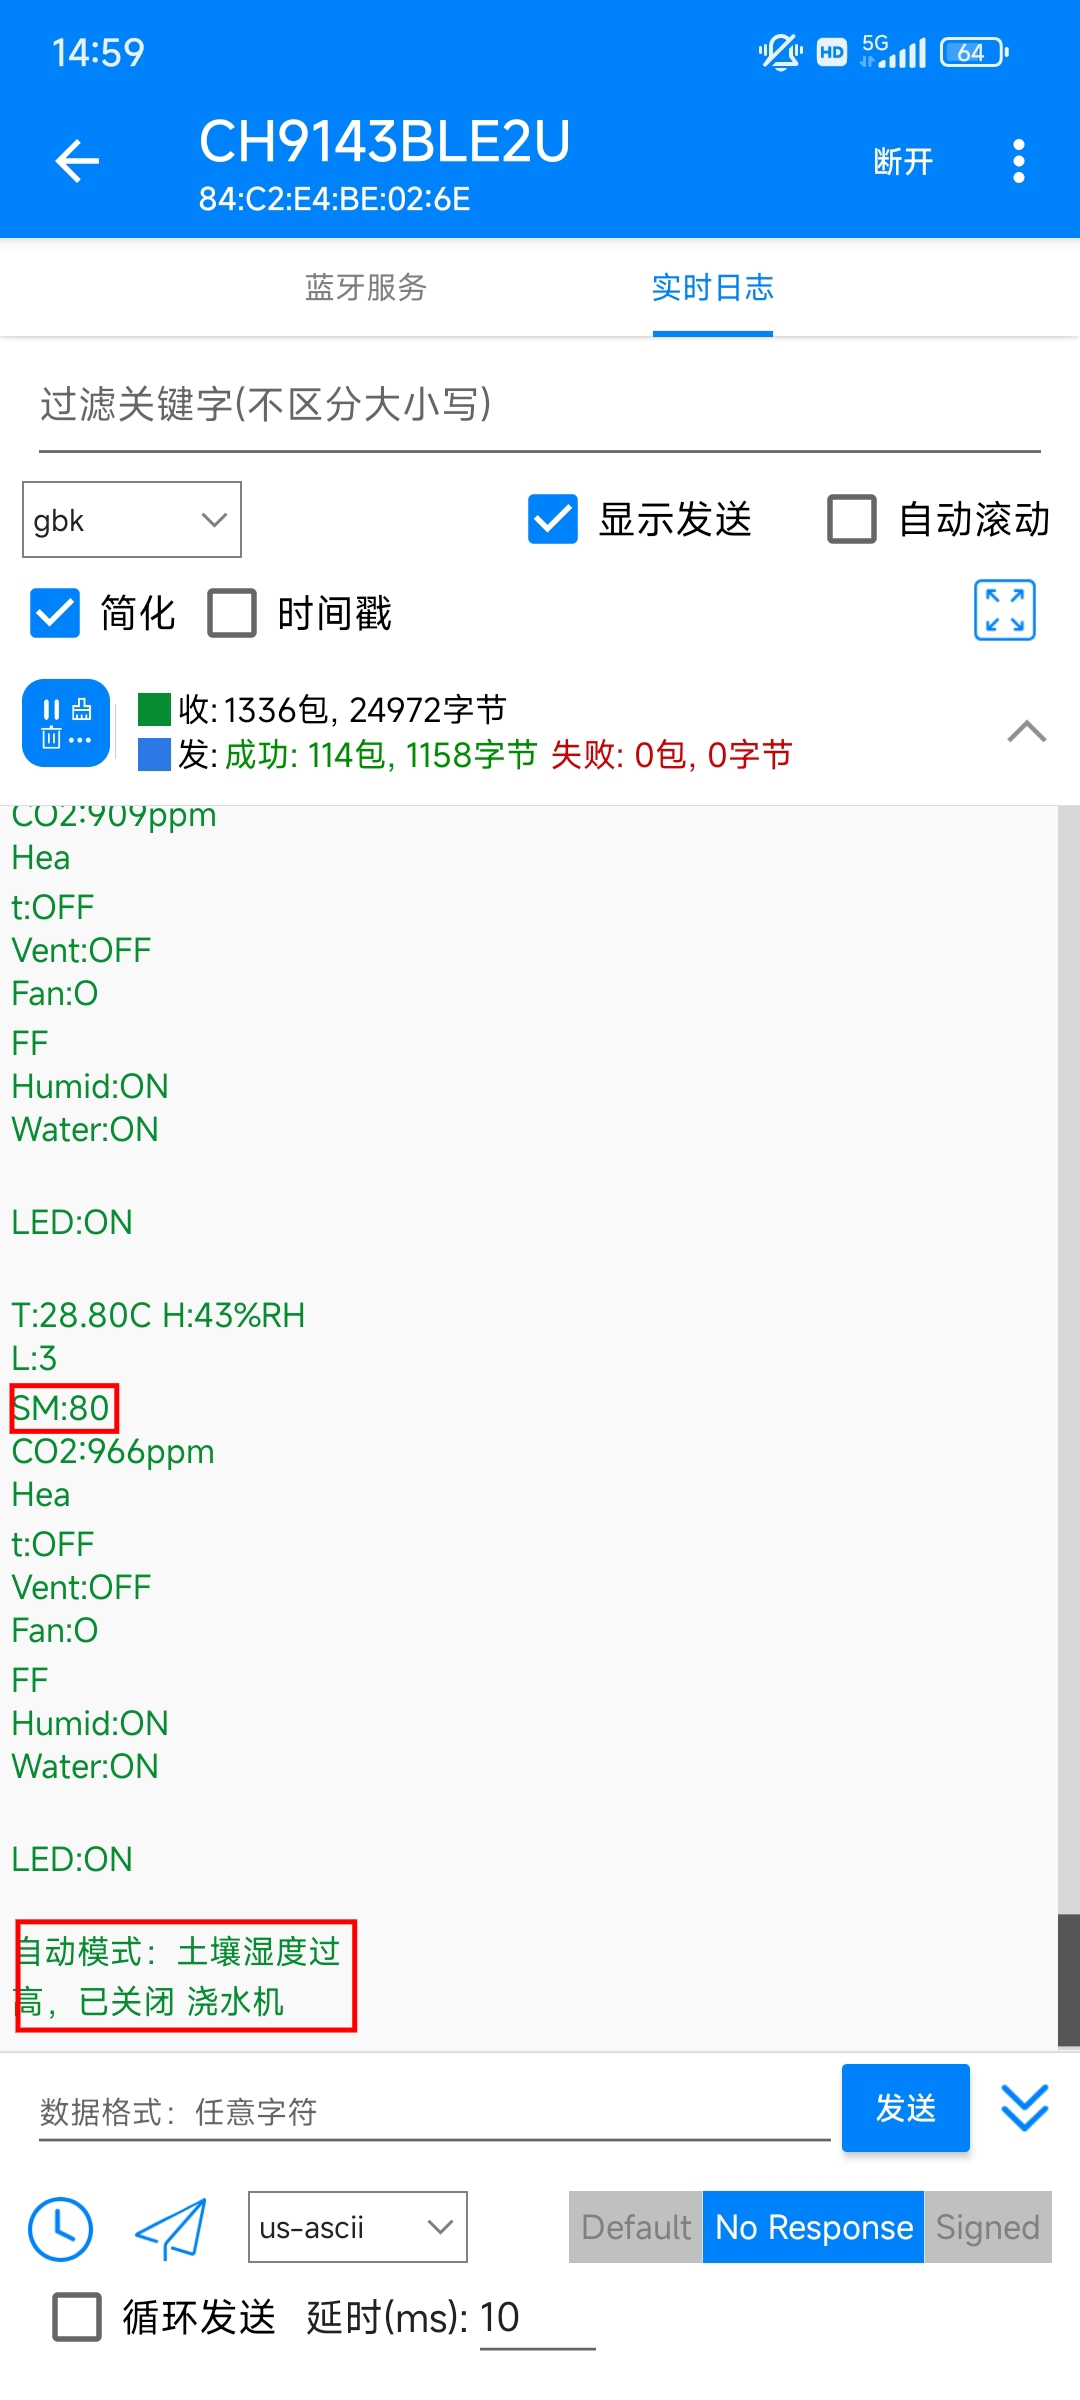 14:59
HD 5G 64
CH9143BLE2U
84:C2:E4:BE:02:6E
断开
蓝牙服务 实时日志
过滤关键字(不区分大小写)
gbk 显示发送 自动滚动
简化 时间戳
收: 1336包, 24972字节
发: 成功: 114包, 1158字节 失败: 0包, 0字节
CO2:909ppm
Hea
t:OFF
Vent:OFF
Fan:O
FF
Humid:ON
Water:ON
LED:ON
T:28.80C H:43%RH
L:3
SM:80
CO2:966ppm
Hea
t:OFF
Vent:OFF
Fan:O
FF
Humid:ON
Water:ON
LED:ON
自动模式：土壤湿度过
高，已关闭 浇水机
数据格式：任意字符
发送
us-ascii Default No Response Signed
循环发送 延时(ms): 10